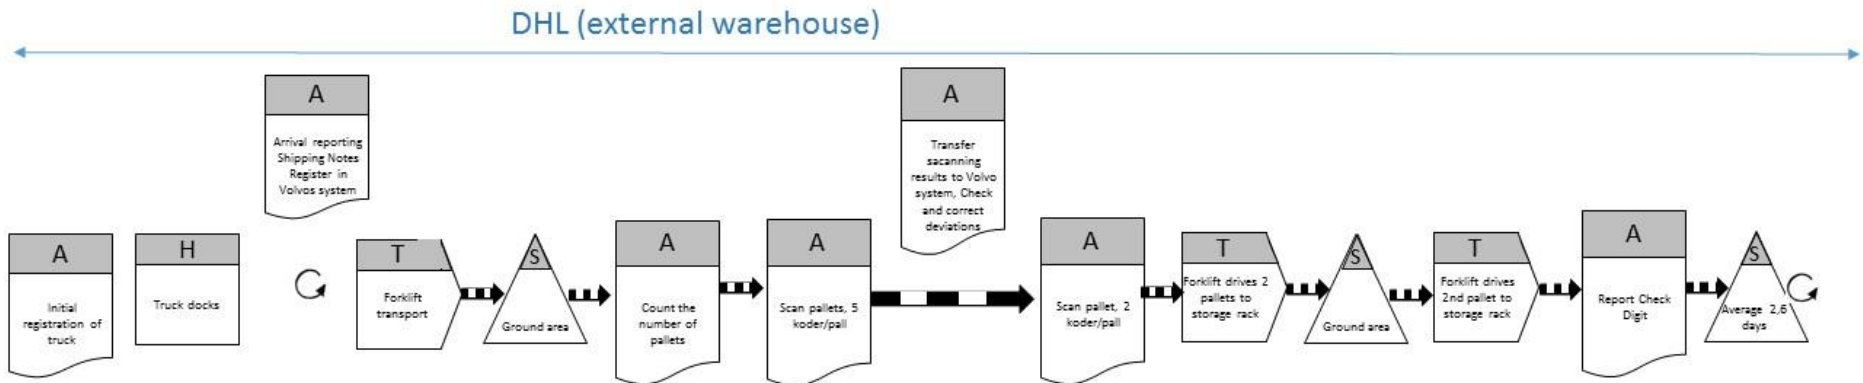 DHL (external warehouse)
A
Initial
registration of
truck
H
Truck docks
A
Arrival reporting
Shipping Notes
Register in
Volvos system
T
Forklift
transport
S
Ground area
A
Count the
number of
pallets
A
Scan pallets, 5
koder/pall
A
Transfer
sacanning
results to Volvo
system, Check
and correct
deviations
A
Scan pallet, 2
koder/pall
T
Forklift drives 2
pallets to
storage rack
S
Ground area
T
Forklift drives
2nd pallet to
storage rack
A
Report Check
Digit
S
Average 2,6
days